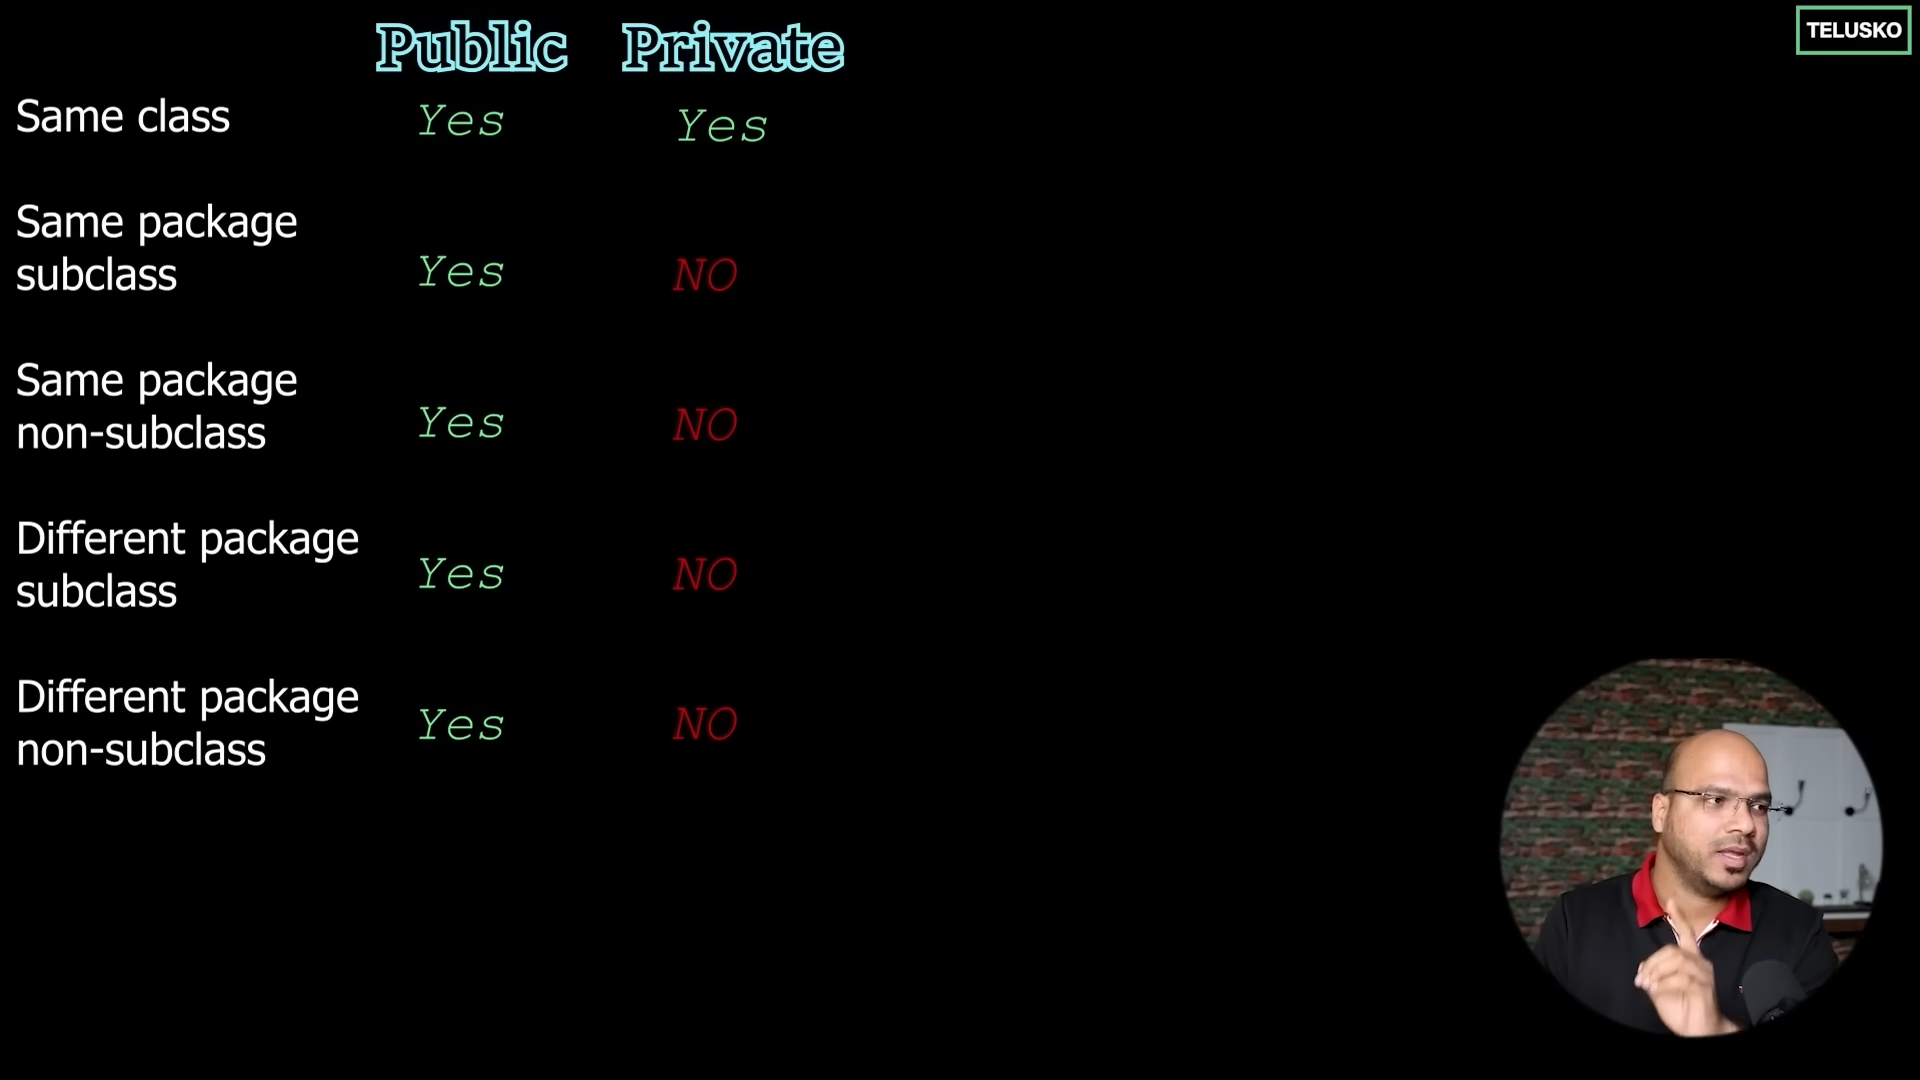 Public Private
TELUSKO
Same class Yes Yes
Same package
subclass Yes NO
Same package
non-subclass Yes NO
Different package
subclass Yes NO
Different package
non-subclass Yes NO